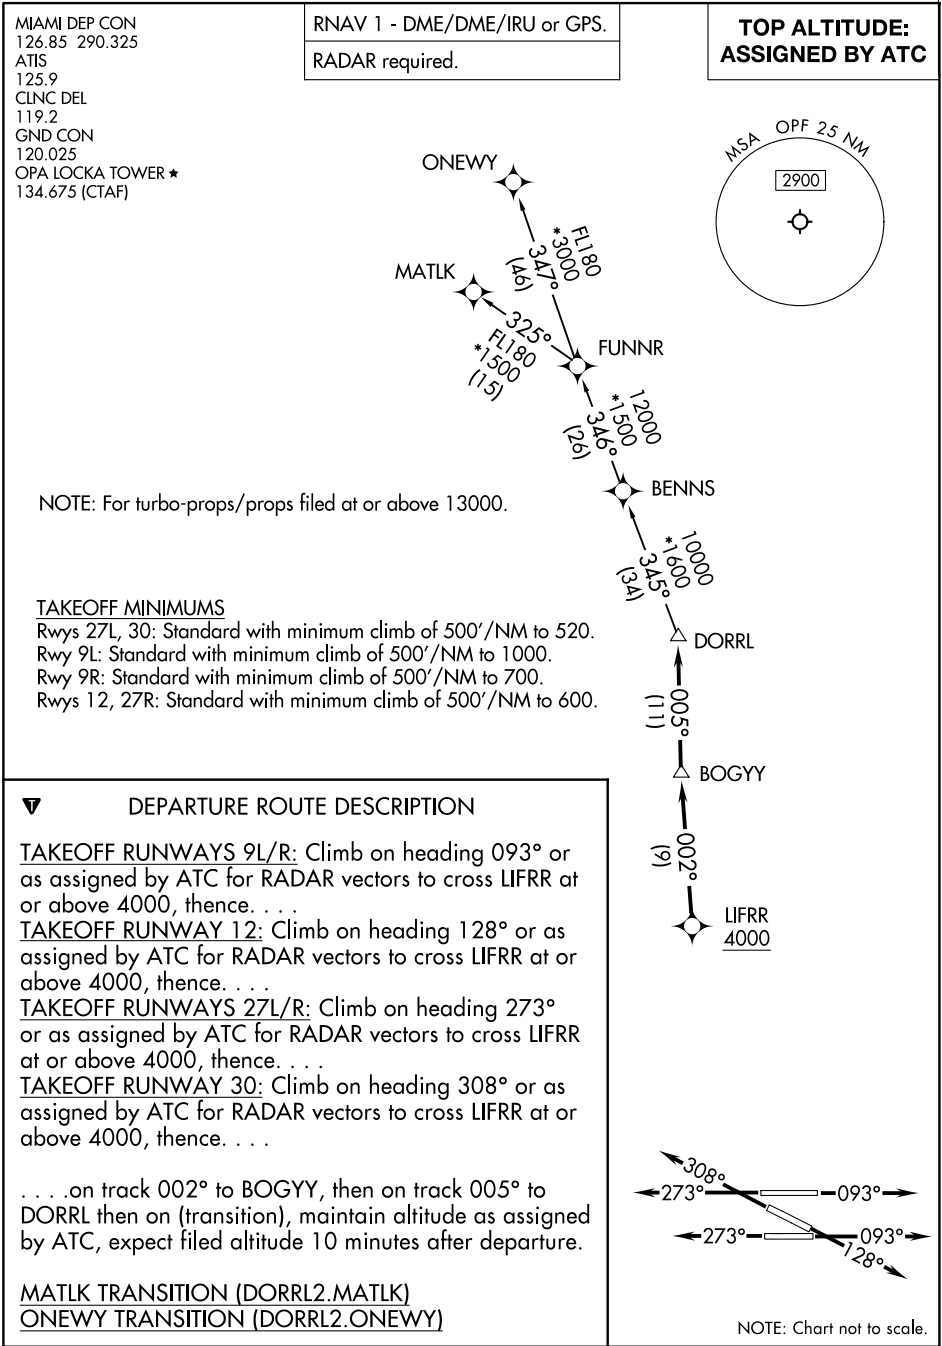 MIAMI DEP CON
126.85 290.325
ATIS
125.9
CLNC DEL
119.2
GND CON
120.025
OPA LOCKA TOWER ★
134.675 (CTAF)
RNAV 1 - DME/DME/IRU or GPS.
RADAR required.
TOP ALTITUDE:
ASSIGNED BY ATC
MSA OPF 25 NM
2900
ONEWY
FL180
*3000
347°
(46)
MATLK
325°
FL180
*1500
(15)
FUNNR
12000
*1500
346°
(26)
BENNS
NOTE: For turbo-props/props filed at or above 13000.
10000
*1600
345°
(34)
TAKEOFF MINIMUMS
Rwys 27L, 30: Standard with minimum climb of 500'/NM to 520.
Rwy 9L: Standard with minimum climb of 500'/NM to 1000.
Rwy 9R: Standard with minimum climb of 500'/NM to 700.
Rwys 12, 27R: Standard with minimum climb of 500'/NM to 600.
DORRL
005°
(11)
BOGYY
002°
(9)
LIFRR
4000
T
DEPARTURE ROUTE DESCRIPTION
TAKEOFF RUNWAYS 9L/R: Climb on heading 093° or
as assigned by ATC for RADAR vectors to cross LIFRR at
or above 4000, thence. . . .
TAKEOFF RUNWAY 12: Climb on heading 128° or as
assigned by ATC for RADAR vectors to cross LIFRR at or
above 4000, thence. . . .
TAKEOFF RUNWAYS 27L/R: Climb on heading 273°
or as assigned by ATC for RADAR vectors to cross LIFRR
at or above 4000, thence. . . .
TAKEOFF RUNWAY 30: Climb on heading 308° or as
assigned by ATC for RADAR vectors to cross LIFRR at or
above 4000, thence. . . .
. . . .on track 002° to BOGYY, then on track 005° to
DORRL then on (transition), maintain altitude as assigned
by ATC, expect filed altitude 10 minutes after departure.
MATLK TRANSITION (DORRL2.MATLK)
ONEWY TRANSITION (DORRL2.ONEWY)
308°
273°
093°
273°
093°
128°
NOTE: Chart not to scale.